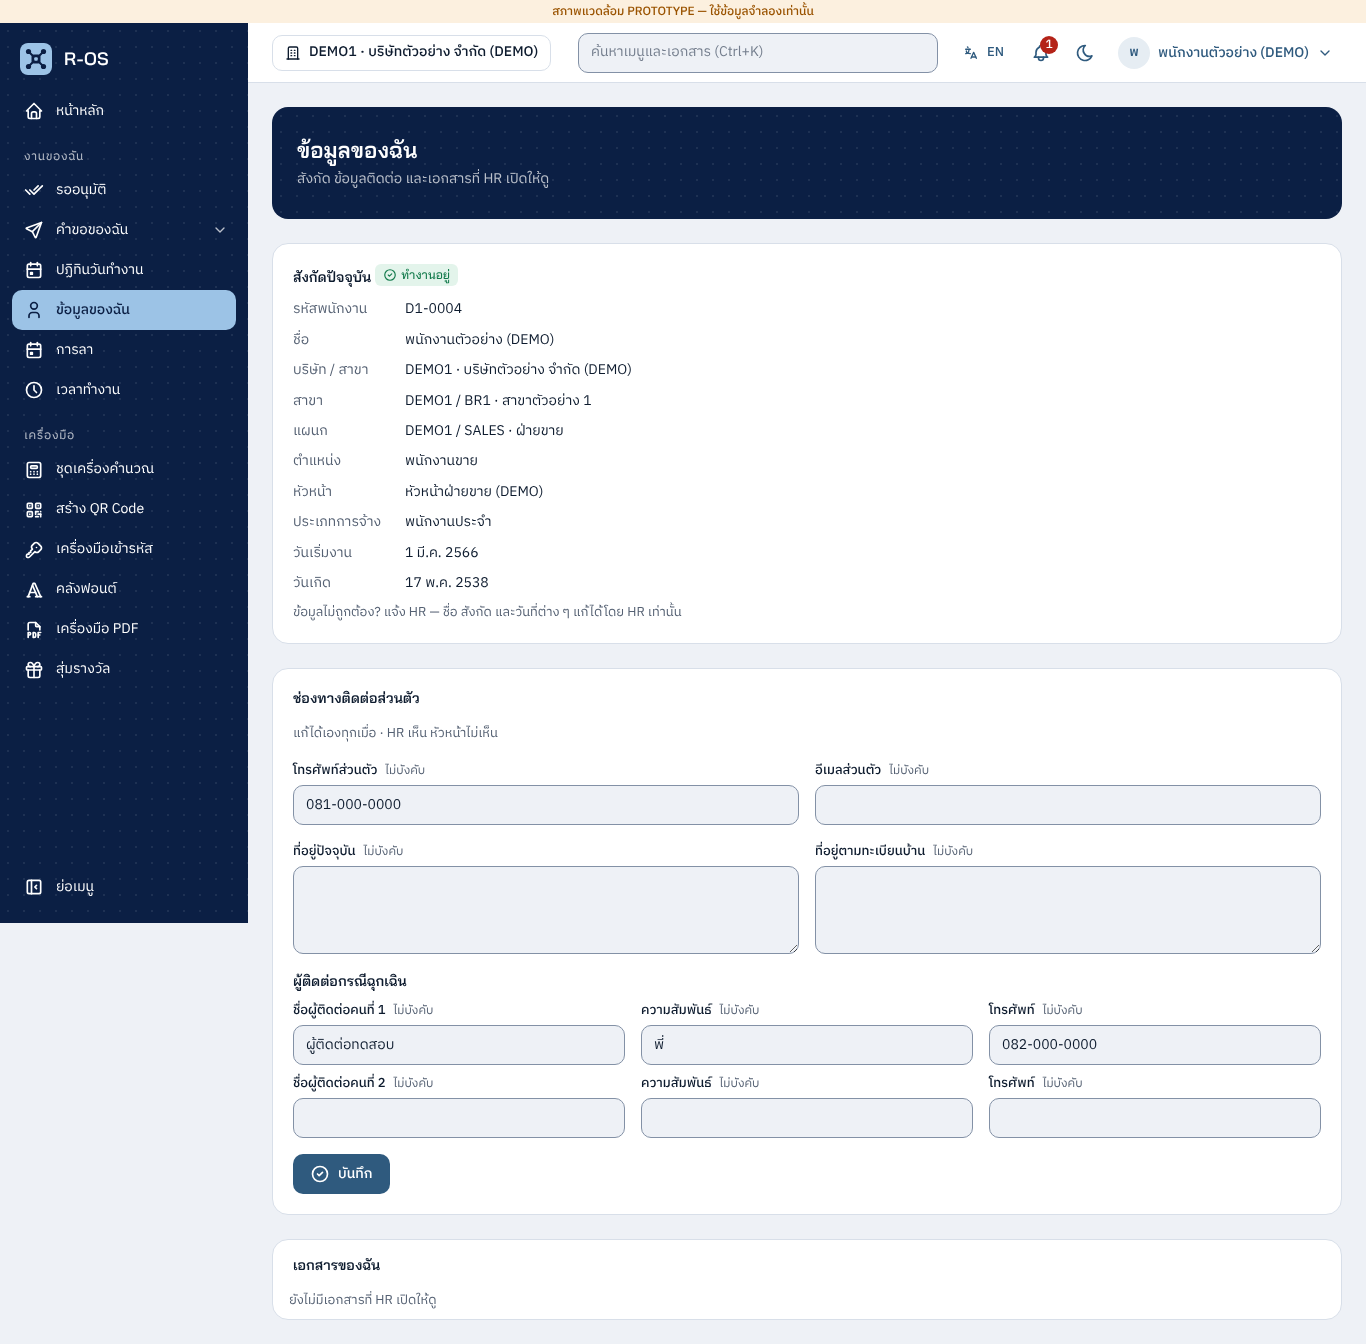 สภาพแวดล้อม PROTOTYPE — ใช้ข้อมูลจำลองเท่านั้น
R-OS
DEMO1 · บริษัทตัวอย่าง จำกัด (DEMO)
ค้นหาเมนูและเอกสาร (Ctrl+K)
EN
1
พ
พนักงานตัวอย่าง (DEMO)
หน้าหลัก
งานของฉัน
รออนุมัติ
คำขอของฉัน
ปฏิทินวันทำงาน
ข้อมูลของฉัน
การลา
เวลาทำงาน
เครื่องมือ
ชุดเครื่องคำนวณ
สร้าง QR Code
เครื่องมือเข้ารหัส
คลังฟอนต์
เครื่องมือ PDF
สุ่มรางวัล
ย่อเมนู
ข้อมูลของฉัน
สังกัด ข้อมูลติดต่อ และเอกสารที่ HR เปิดให้ดู
สังกัดปัจจุบัน ทำงานอยู่
รหัสพนักงาน D1-0004
ชื่อ พนักงานตัวอย่าง (DEMO)
บริษัท / สาขา DEMO1 · บริษัทตัวอย่าง จำกัด (DEMO)
สาขา DEMO1 / BR1 · สาขาตัวอย่าง 1
แผนก DEMO1 / SALES · ฝ่ายขาย
ตำแหน่ง พนักงานขาย
หัวหน้า หัวหน้าฝ่ายขาย (DEMO)
ประเภทการจ้าง พนักงานประจำ
วันเริ่มงาน 1 มี.ค. 2566
วันเกิด 17 พ.ค. 2538
ข้อมูลไม่ถูกต้อง? แจ้ง HR — ชื่อ สังกัด และวันที่ต่าง ๆ แก้ได้โดย HR เท่านั้น
ช่องทางติดต่อส่วนตัว
แก้ได้เองทุกเมื่อ · HR เห็น หัวหน้าไม่เห็น
โทรศัพท์ส่วนตัว ไม่บังคับ
อีเมลส่วนตัว ไม่บังคับ
081-000-0000
ที่อยู่ปัจจุบัน ไม่บังคับ
ที่อยู่ตามทะเบียนบ้าน ไม่บังคับ
ผู้ติดต่อกรณีฉุกเฉิน
ชื่อผู้ติดต่อคนที่ 1 ไม่บังคับ
ความสัมพันธ์ ไม่บังคับ
โทรศัพท์ ไม่บังคับ
ผู้ติดต่อทดสอบ
พี่
082-000-0000
ชื่อผู้ติดต่อคนที่ 2 ไม่บังคับ
ความสัมพันธ์ ไม่บังคับ
โทรศัพท์ ไม่บังคับ
บันทึก
เอกสารของฉัน
ยังไม่มีเอกสารที่ HR เปิดให้ดู